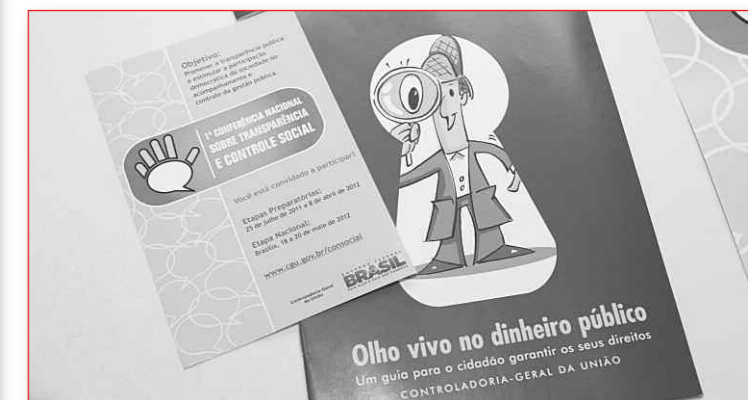 Objetivo:
Promover a transparência pública
e estimular a participação
democrática da sociedade no
acompanhamento e
controle da gestão pública.
1ª CONFERÊNCIA NACIONAL
SOBRE TRANSPARÊNCIA
E CONTROLE SOCIAL
Você está convidado a participar!
Etapas Preparatórias:
25 de julho de 2011 a 8 de abril de 2012
Etapa Nacional:
Brasília, 18 a 20 de maio de 2012
www.cgu.gov.br/consocial
Controladoria-Geral
da União
GOVERNO FEDERAL
BRASIL
Olho vivo no dinheiro público
Um guia para o cidadão garantir os seus direitos
CONTROLADORIA-GERAL DA UNIÃO